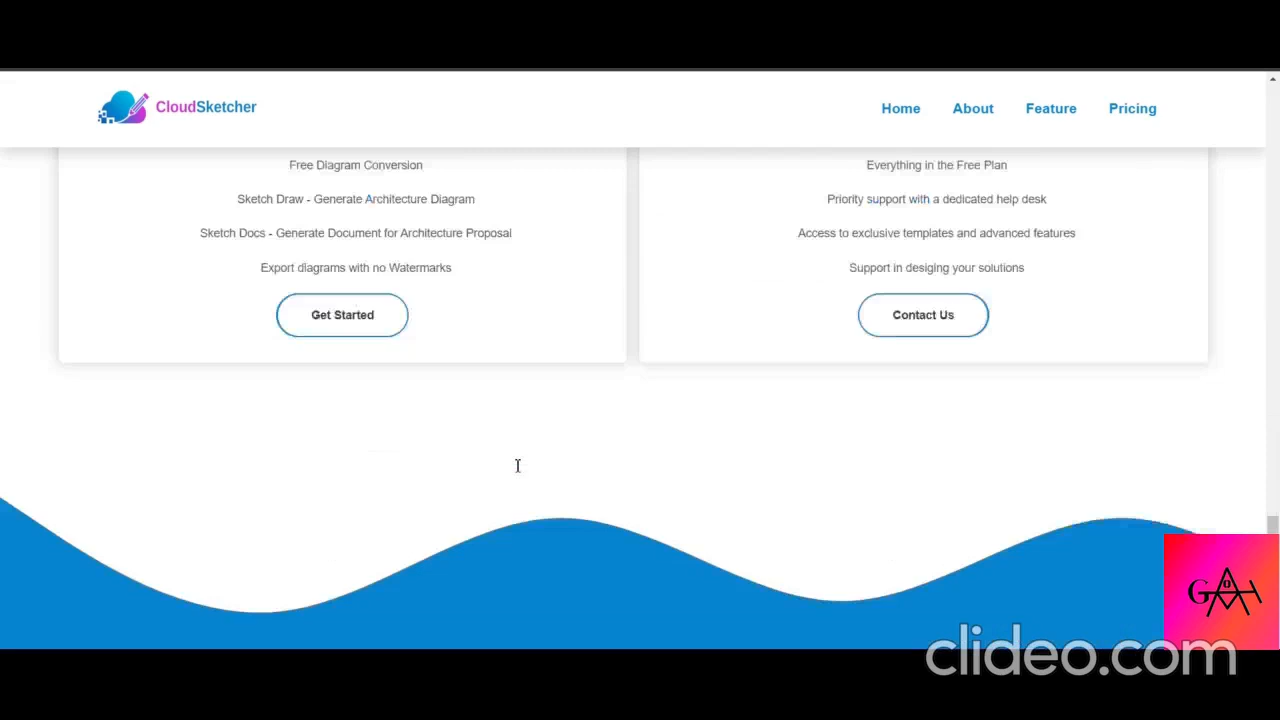 CloudSketcher
Home About Feature Pricing
Free Diagram Conversion
Sketch Draw - Generate Architecture Diagram
Sketch Docs - Generate Document for Architecture Proposal
Export diagrams with no Watermarks
Get Started
Everything in the Free Plan
Priority support with a dedicated help desk
Access to exclusive templates and advanced features
Support in desiging your solutions
Contact Us
clideo.com